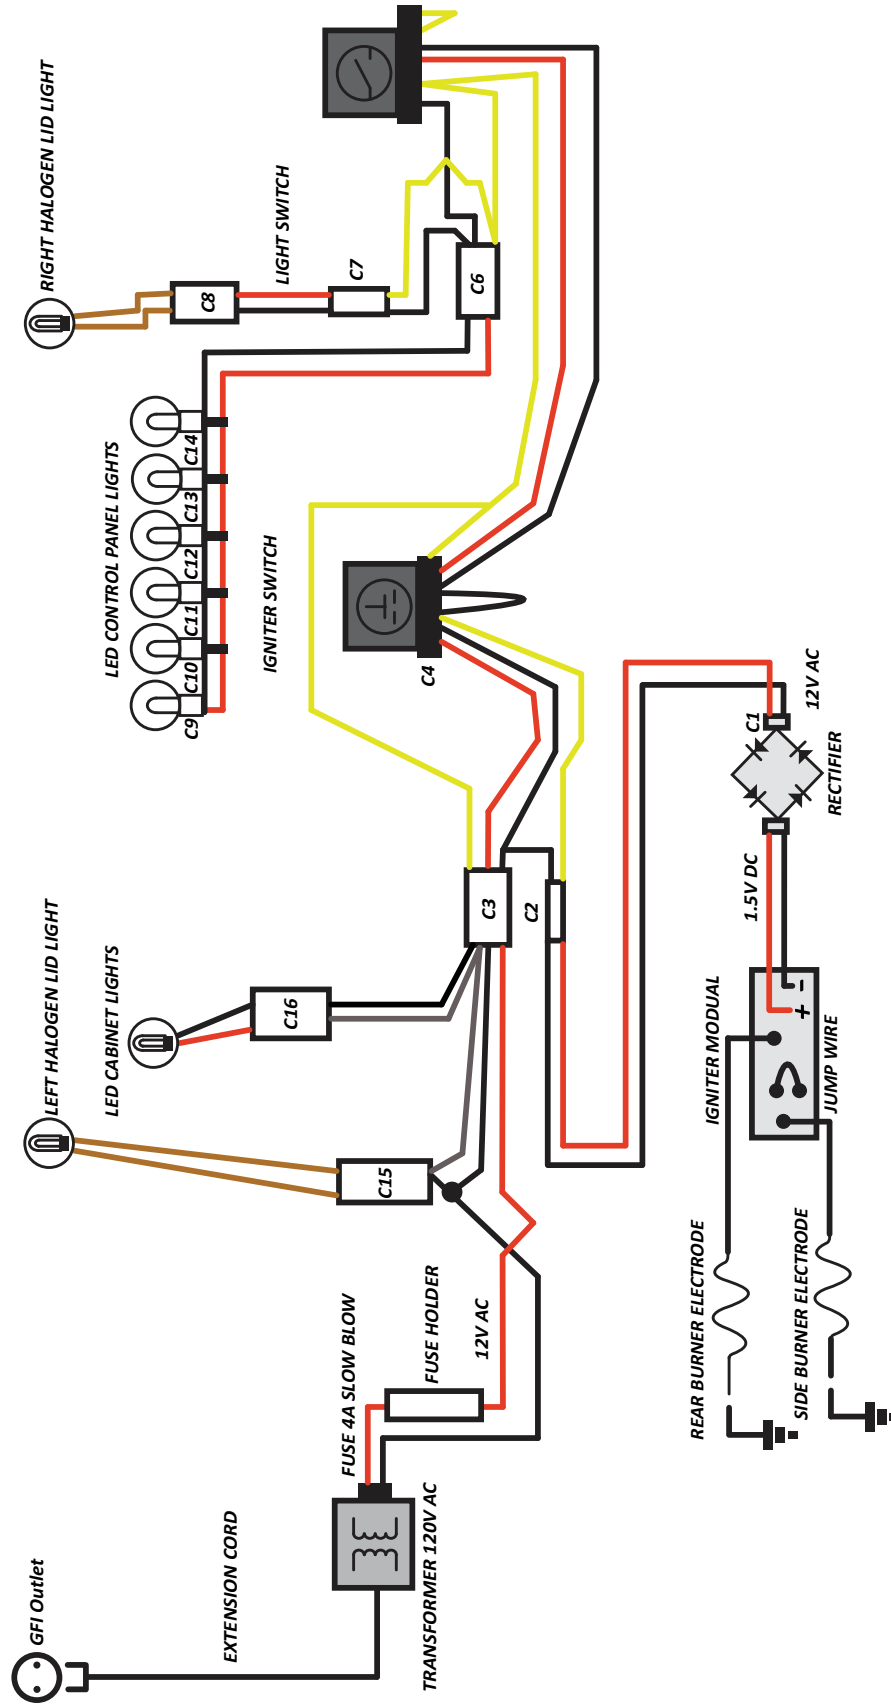 GFI Outlet
EXTENSION CORD
TRANSFORMER 120V AC
FUSE 4A SLOW BLOW
FUSE HOLDER
12V AC
LEFT HALOGEN LID LIGHT
C15
LED CABINET LIGHTS
C16
C3
C2
REAR BURNER ELECTRODE
SIDE BURNER ELECTRODE
IGNITER MODUAL
JUMP WIRE
+ -
1.5V DC
RECTIFIER
C1
12V AC
IGNITER SWITCH
C4
LED CONTROL PANEL LIGHTS
C9
C10
C11
C12
C13
C14
RIGHT HALOGEN LID LIGHT
C8
LIGHT SWITCH
C7
C6